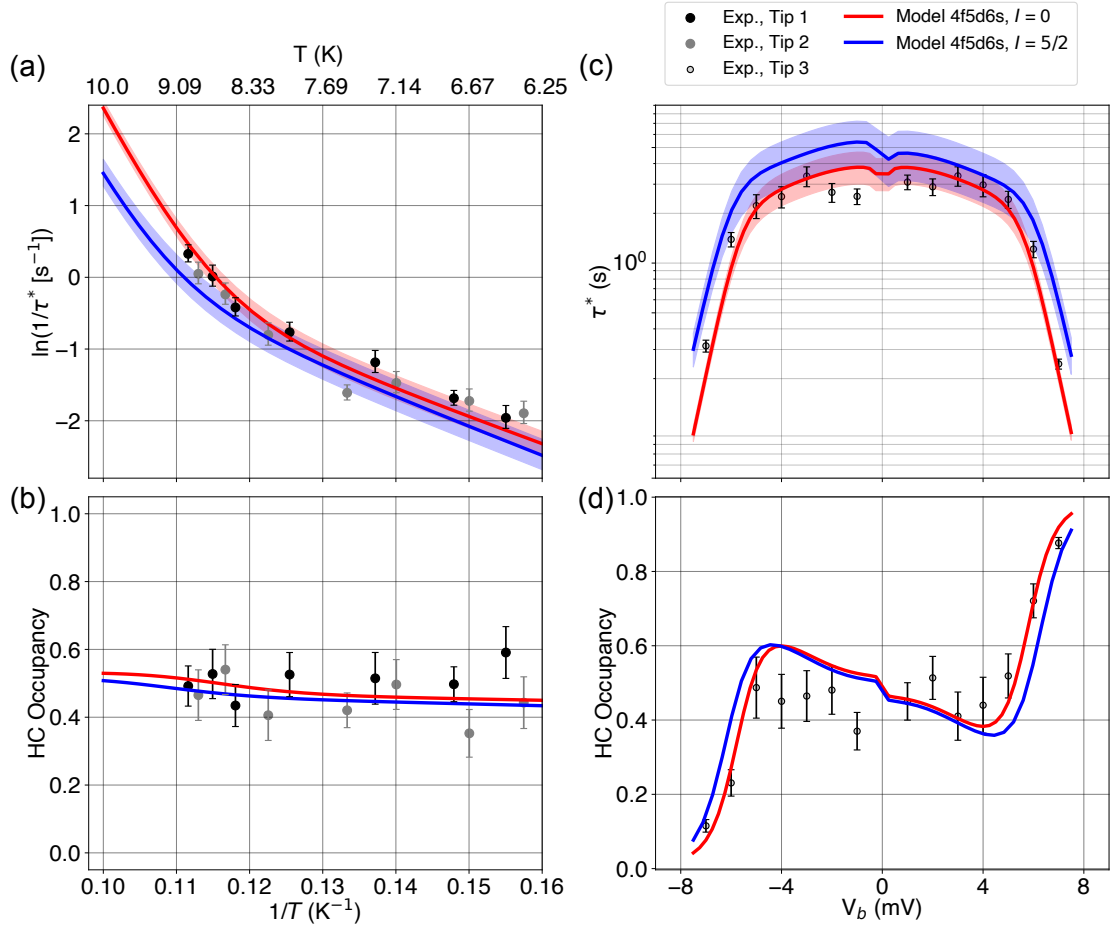 Exp., Tip 1
Exp., Tip 2
Exp., Tip 3
Model 4f5d6s, I = 0
Model 4f5d6s, I = 5/2
(a)
T (K)
10.0 9.09 8.33 7.69 7.14 6.67 6.25
2
1
0
−1
−2
ln(1/τ* [s⁻¹])
(b)
1.0
0.8
0.6
0.4
0.2
0.0
HC Occupancy
0.10 0.11 0.12 0.13 0.14 0.15 0.16
1/T (K⁻¹)
(c)
10⁰
τ* (s)
(d)
1.0
0.8
0.6
0.4
0.2
0.0
HC Occupancy
−8 −4 0 4 8
V_b (mV)